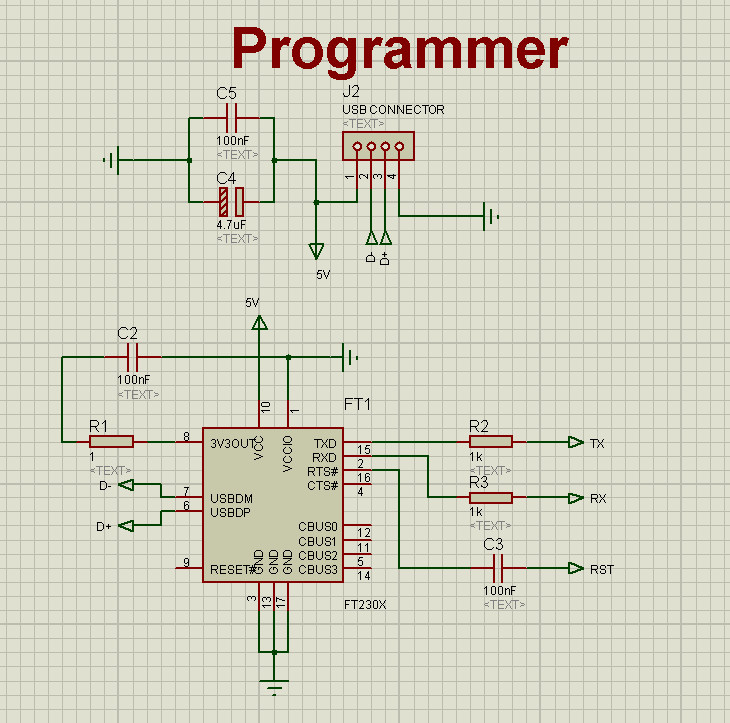 Programmer
C5
100nF
<TEXT>
C4
4.7uF
<TEXT>
J2
USB CONNECTOR
<TEXT>
1
2
3
4
D-
D+
5V
5V
C2
100nF
<TEXT>
R1
1
<TEXT>
D-
D+
8
7
6
9
10
1
FT1
3V3OUT
VCC
VCCIO
USBDM
USBDP
RESET#
GND
GND
GND
TXD
RXD
RTS#
CTS#
CBUS0
CBUS1
CBUS2
CBUS3
15
2
16
4
12
11
5
14
3
13
17
FT230X
R2
1k
<TEXT>
TX
R3
1k
<TEXT>
RX
C3
100nF
<TEXT>
RST